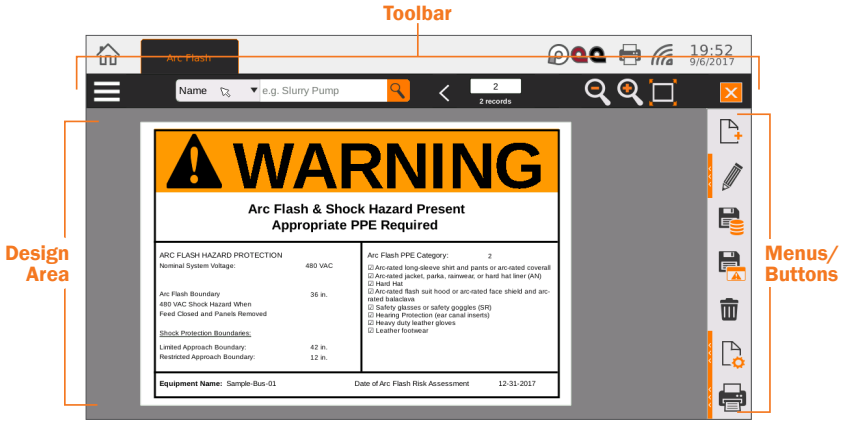 Toolbar
Arc Flash
19:52
9/6/2017
Name
e.g. Slurry Pump
2
2 records
Design
Area
Menus/
Buttons
WARNING
Arc Flash & Shock Hazard Present
Appropriate PPE Required
ARC FLASH HAZARD PROTECTION
Nominal System Voltage: 480 VAC
Arc Flash Boundary 36 in.
480 VAC Shock Hazard When
Feed Closed and Panels Removed
Shock Protection Boundaries:
Limited Approach Boundary: 42 in.
Restricted Approach Boundary: 12 in.
Arc Flash PPE Category: 2
☑ Arc-rated long-sleeve shirt and pants or arc-rated coverall
☑ Arc-rated jacket, parka, rainwear, or hard hat liner (AN)
☑ Hard Hat
☑ Arc-rated flash suit hood or arc-rated face shield and arc-
rated balaclava
☑ Safety glasses or safety goggles (SR)
☑ Hearing Protection (ear canal inserts)
☑ Heavy duty leather gloves
☑ Leather footwear
Equipment Name: Sample-Bus-01 Date of Arc Flash Risk Assessment 12-31-2017